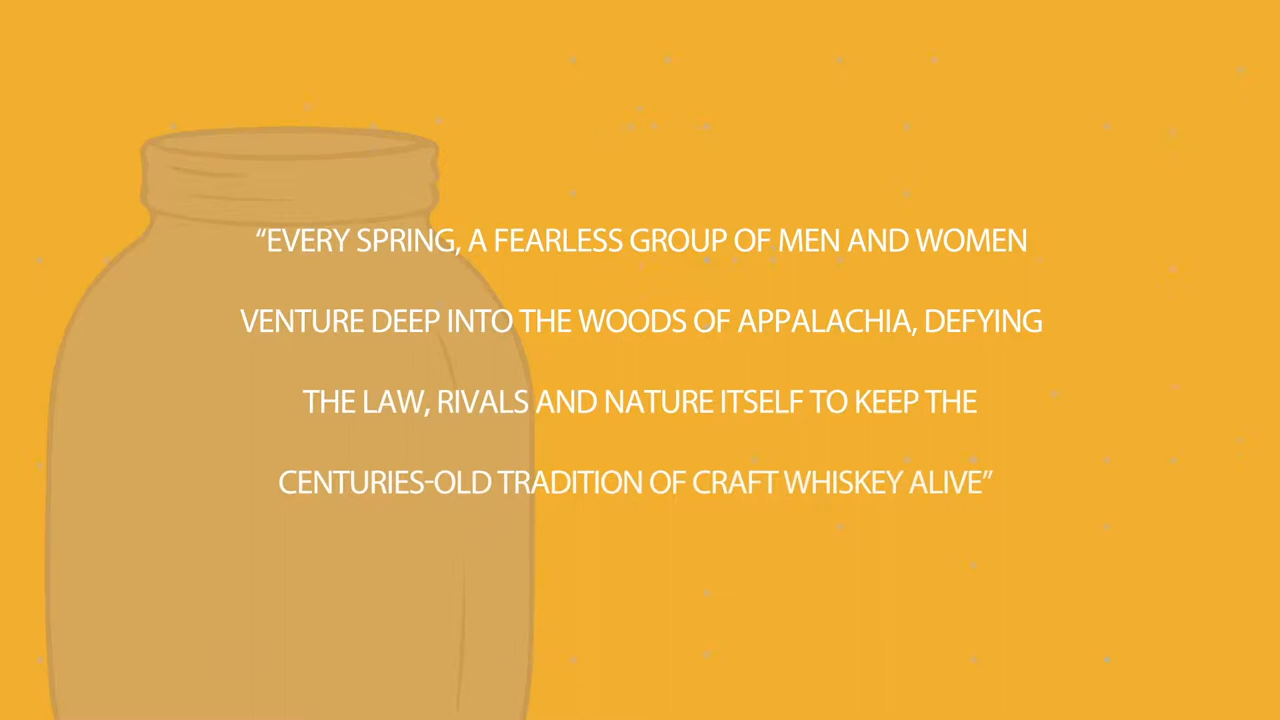 “EVERY SPRING, A FEARLESS GROUP OF MEN AND WOMEN
VENTURE DEEP INTO THE WOODS OF APPALACHIA, DEFYING
THE LAW, RIVALS AND NATURE ITSELF TO KEEP THE
CENTURIES-OLD TRADITION OF CRAFT WHISKEY ALIVE”